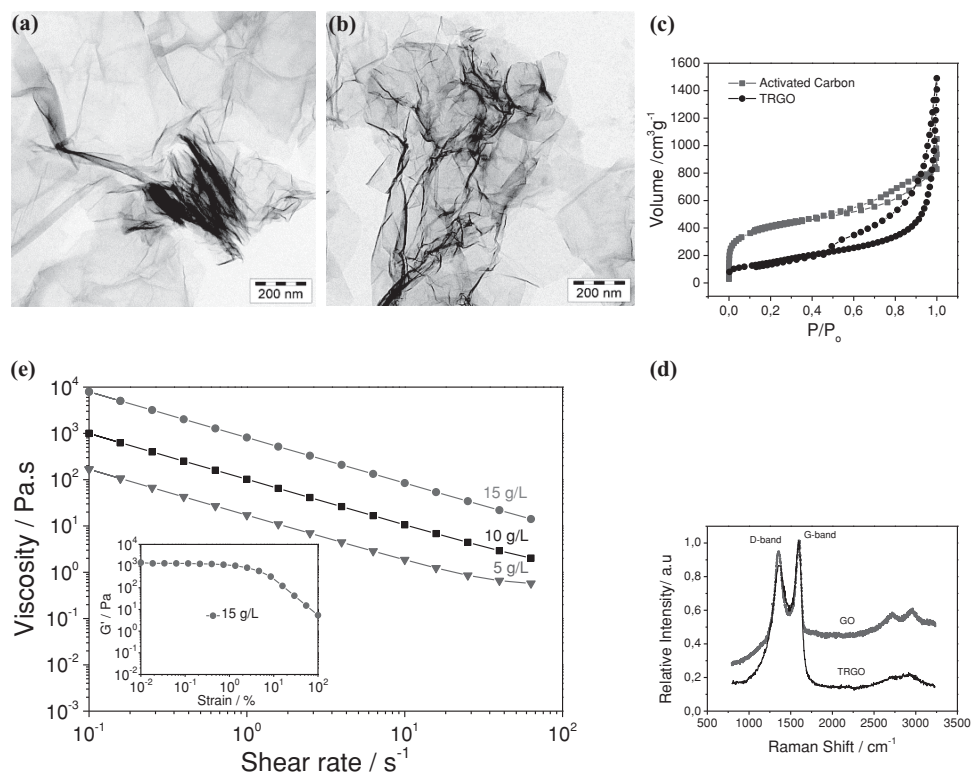 (a)
200 nm
(b)
200 nm
(c)
1600
1400
1200
1000
800
600
400
200
0
Volume /cm³g⁻¹
Activated Carbon
TRGO
0,0 0,2 0,4 0,6 0,8 1,0
P/Pₒ
(e)
10⁴
10³
10²
10¹
10⁰
10⁻¹
10⁻²
10⁻³
Viscosity / Pa.s
15 g/L
10 g/L
5 g/L
10⁴
10³
10²
10¹
10⁰
10⁻¹
10⁻²
G' / Pa
15 g/L
10⁻² 10⁻¹ 10⁰ 10¹ 10²
Strain / %
10⁻¹ 10⁰ 10¹ 10²
Shear rate / s⁻¹
(d)
1,0
0,8
0,6
0,4
0,2
0,0
Relative Intensity/ a.u
D-band
G-band
GO
TRGO
500 1000 1500 2000 2500 3000 3500
Raman Shift / cm⁻¹